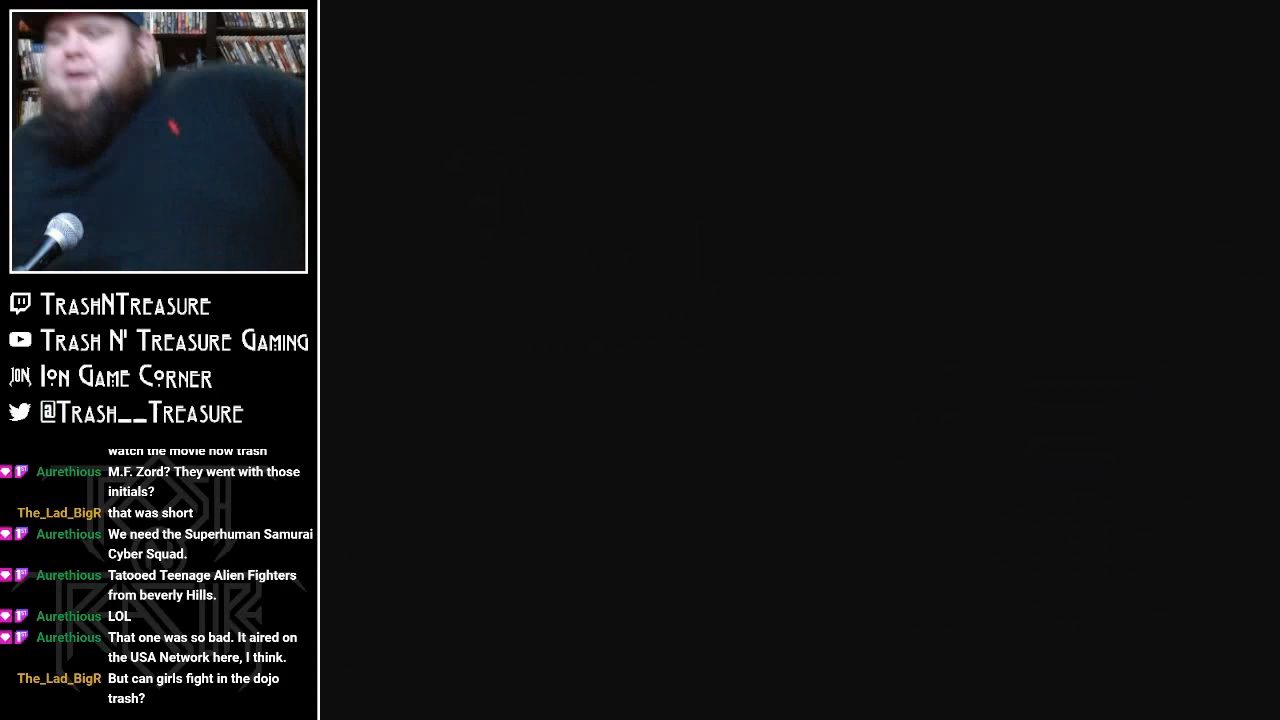 TrashNTreasure
Trash N' Treasure Gaming
JON Ion Game Corner
@Trash__Treasure
watch the movie now trash
Aurethious M.F. Zord? They went with those
initials?
The_Lad_BigR that was short
Aurethious We need the Superhuman Samurai
Cyber Squad.
Aurethious Tatooed Teenage Alien Fighters
from beverly Hills.
Aurethious LOL
Aurethious That one was so bad. It aired on
the USA Network here, I think.
The_Lad_BigR But can girls fight in the dojo
trash?